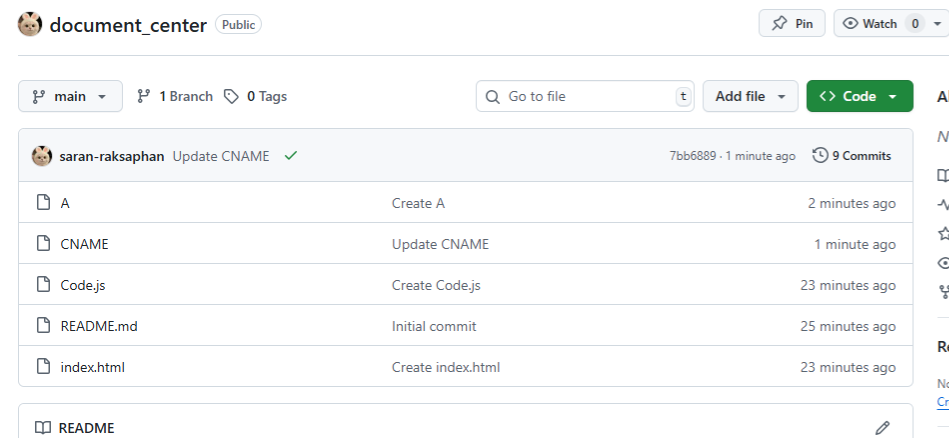 document_center Public Pin Watch 0
main 1 Branch 0 Tags Go to file t Add file Code
saran-raksaphan Update CNAME 7bb6889 · 1 minute ago 9 Commits
A Create A 2 minutes ago
CNAME Update CNAME 1 minute ago
Code.js Create Code.js 23 minutes ago
README.md Initial commit 25 minutes ago
index.html Create index.html 23 minutes ago
README